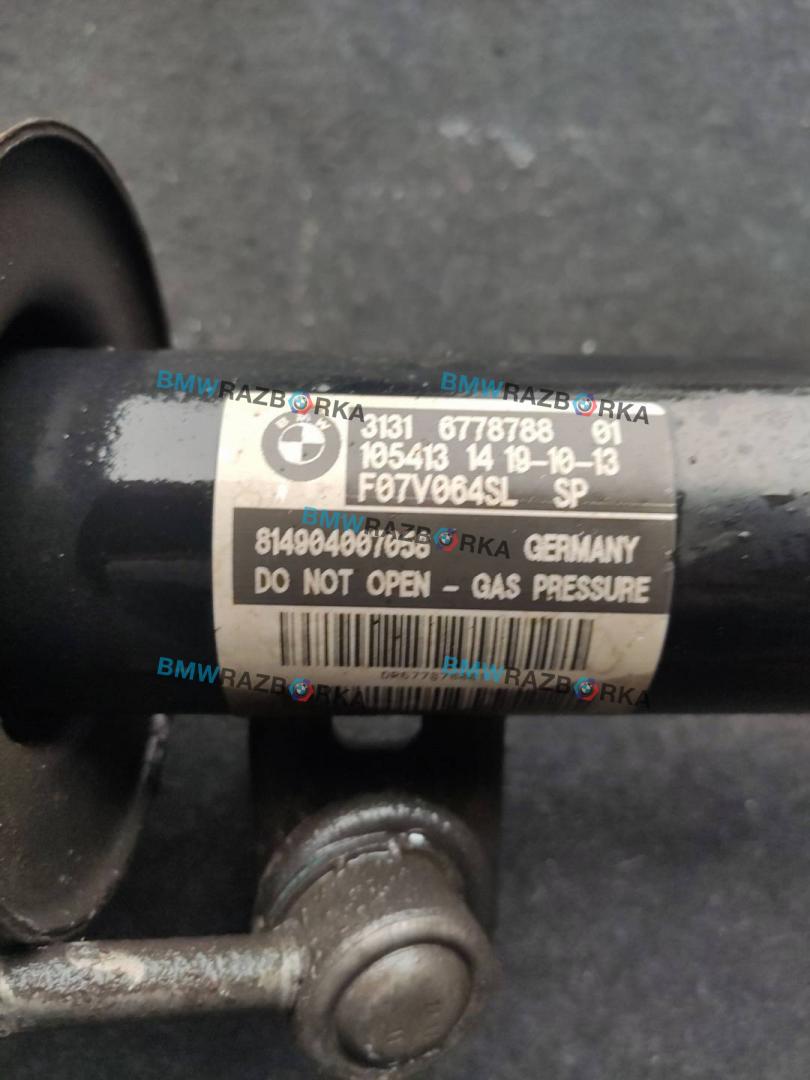 BMWRAZBORKA
BMWRAZBORKA
BMW
3131 6778788 01
105413 14 19-10-13
F07V064SL SP
BMWRAZBORKA
GERMANY
DO NOT OPEN - GAS PRESSURE
BMWRAZBORKA
BMWRAZBORKA